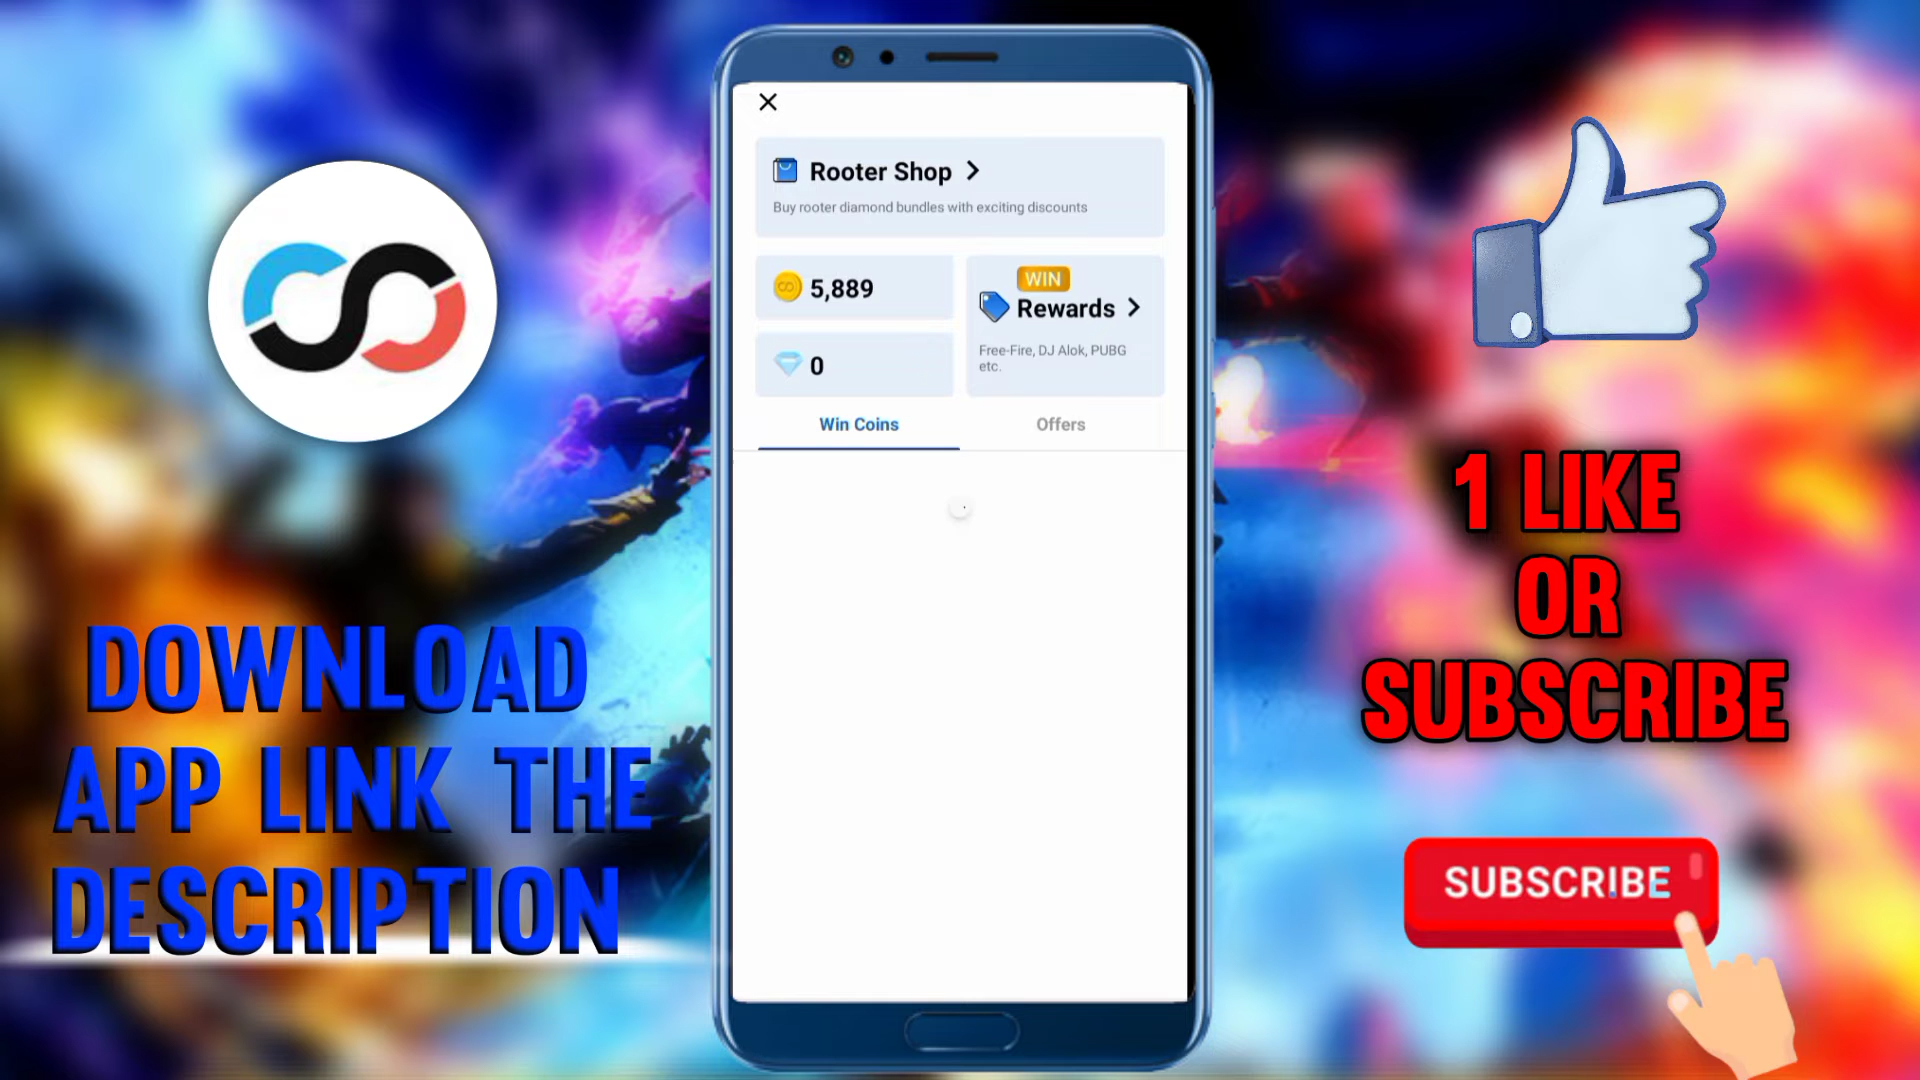 DOWNLOAD
APP LINK THE
DESCRIPTION
Rooter Shop
Buy rooter diamond bundles with exciting discounts
5,889
0
WIN
Rewards
Free-Fire, DJ Alok, PUBG
etc.
Win Coins
Offers
1 LIKE
OR
SUBSCRIBE
SUBSCRIBE